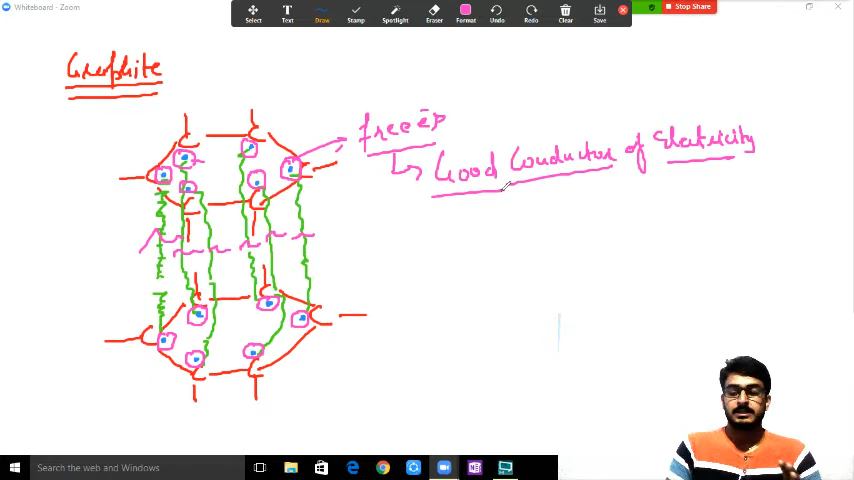 Whiteboard - Zoom
Select Text Draw Stamp Spotlight Eraser Format Undo Redo Clear Save
Stop Share
Graphite
free ēs
Good Conductor of Electricity
C C
C C
C C
C C
C C
C C
Search the web and Windows